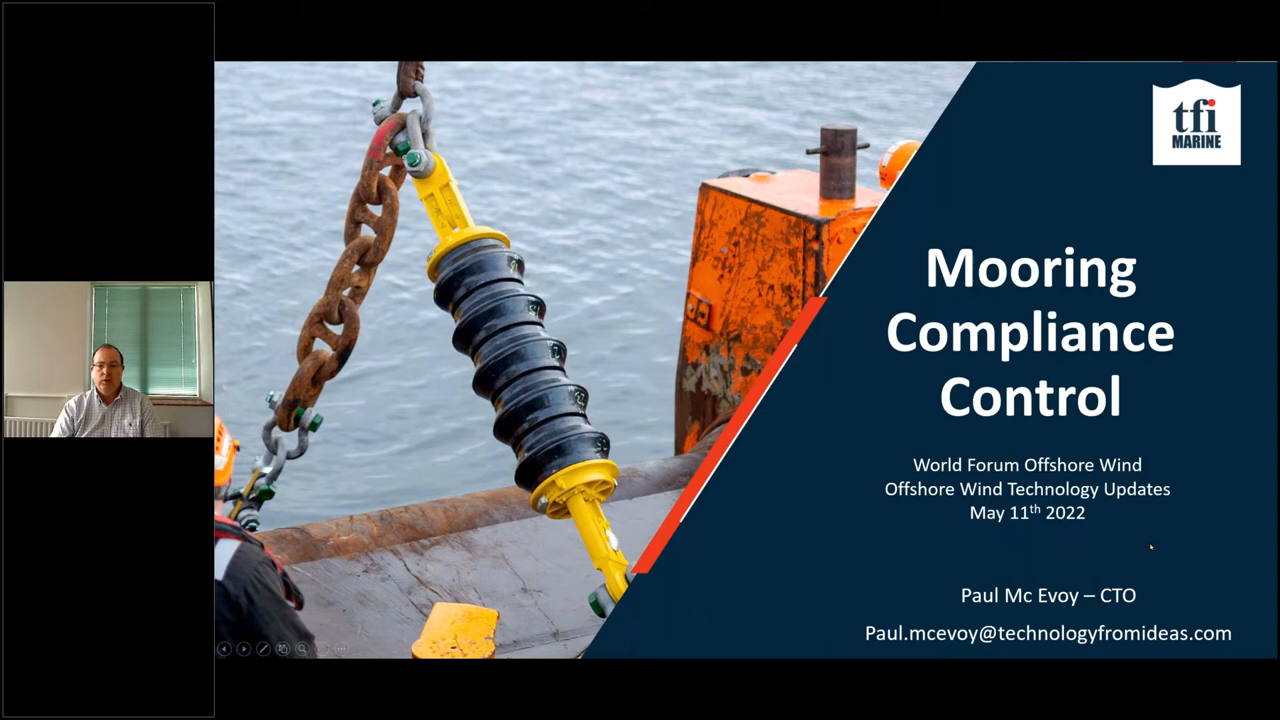 tfi
MARINE
Mooring
Compliance
Control
World Forum Offshore Wind
Offshore Wind Technology Updates
May 11th 2022
Paul Mc Evoy – CTO
Paul.mcevoy@technologyfromideas.com